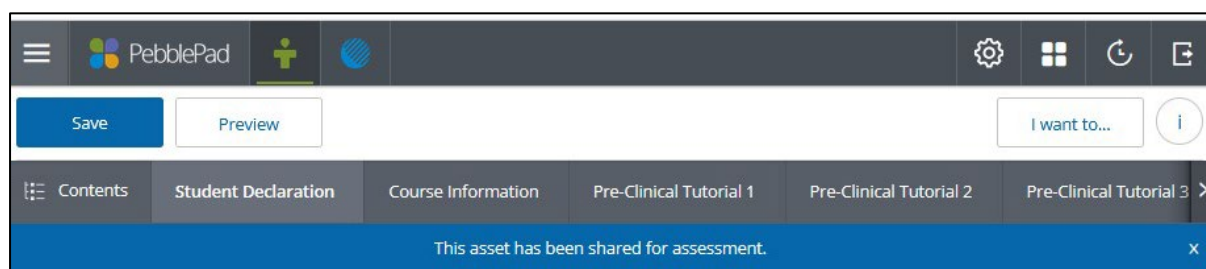 PebblePad
Save Preview I want to... i
Contents Student Declaration Course Information Pre-Clinical Tutorial 1 Pre-Clinical Tutorial 2 Pre-Clinical Tutorial 3
This asset has been shared for assessment. x